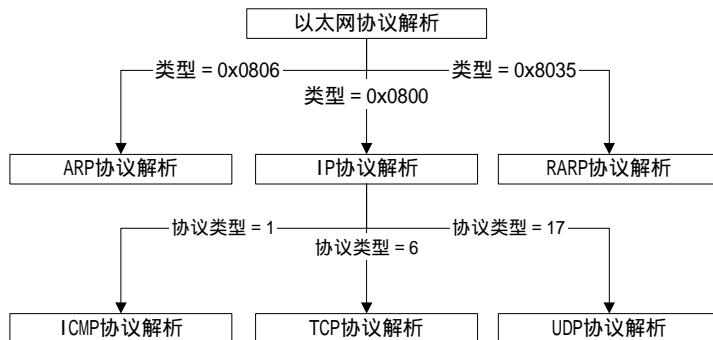 以太网协议解析
类型 = 0x0806
类型 = 0x8035
类型 = 0x0800
ARP协议解析
IP协议解析
RARP协议解析
协议类型 = 1
协议类型 = 17
协议类型 = 6
ICMP协议解析
TCP协议解析
UDP协议解析